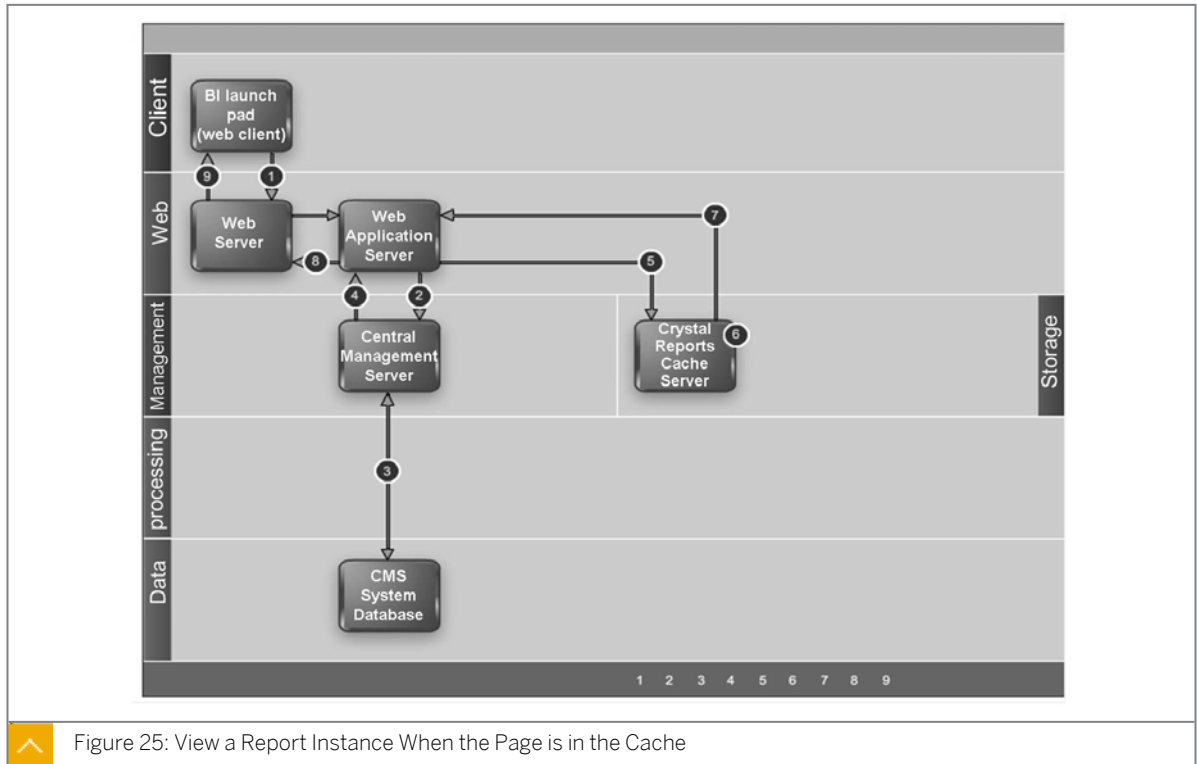 Client
BI launch
pad
(web client)
9
1
Web
Web
Server
Web
Application
Server
7
8
5
4
2
Management
Central
Management
Server
Crystal
Reports
Cache
Server
6
Storage
processing
3
Data
CMS
System
Database
1 2 3 4 5 6 7 8 9
Figure 25: View a Report Instance When the Page is in the Cache